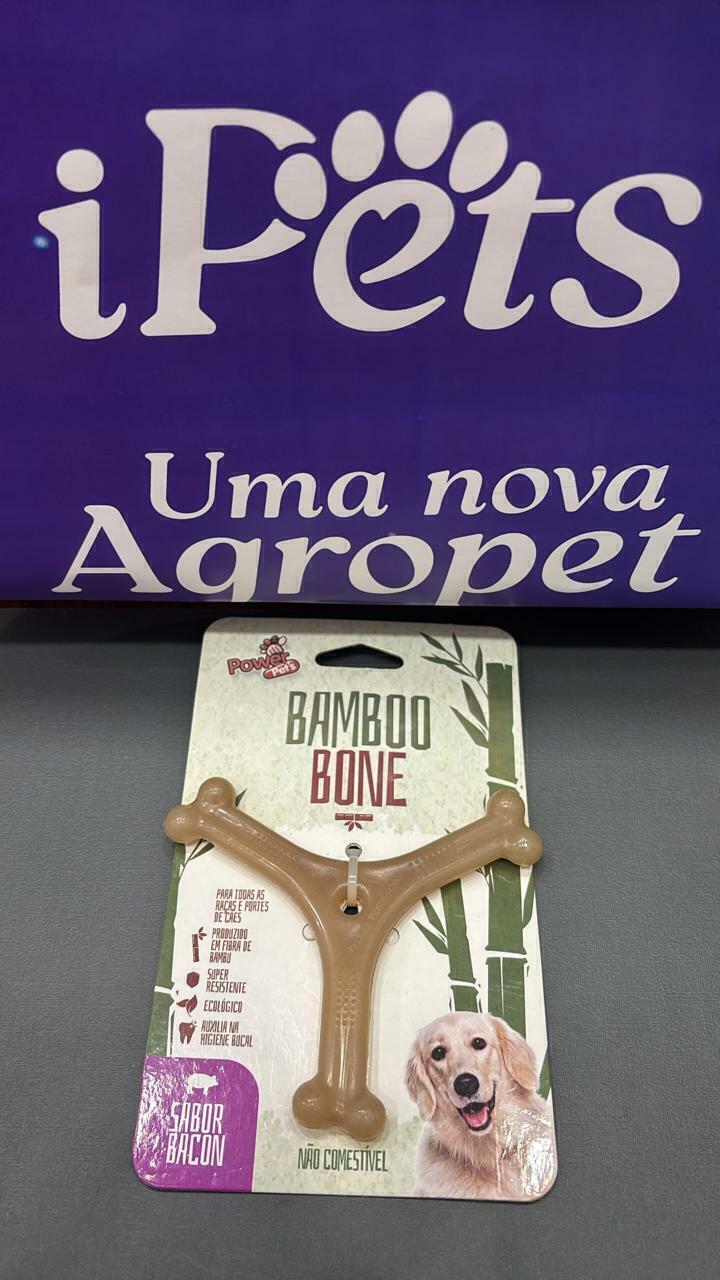 iPets
Uma nova
Agropet
Power
Pet's
BAMBOO
BONE
PARA TODAS AS
RAÇAS E PORTES
DE CÃES
PRODUZIDO
EM FIBRA DE
BAMBU
SUPER
RESISTENTE
ECOLÓGICO
AUXILIA NA
HIGIENE BUCAL
SABOR
BACON
NÃO COMESTÍVEL